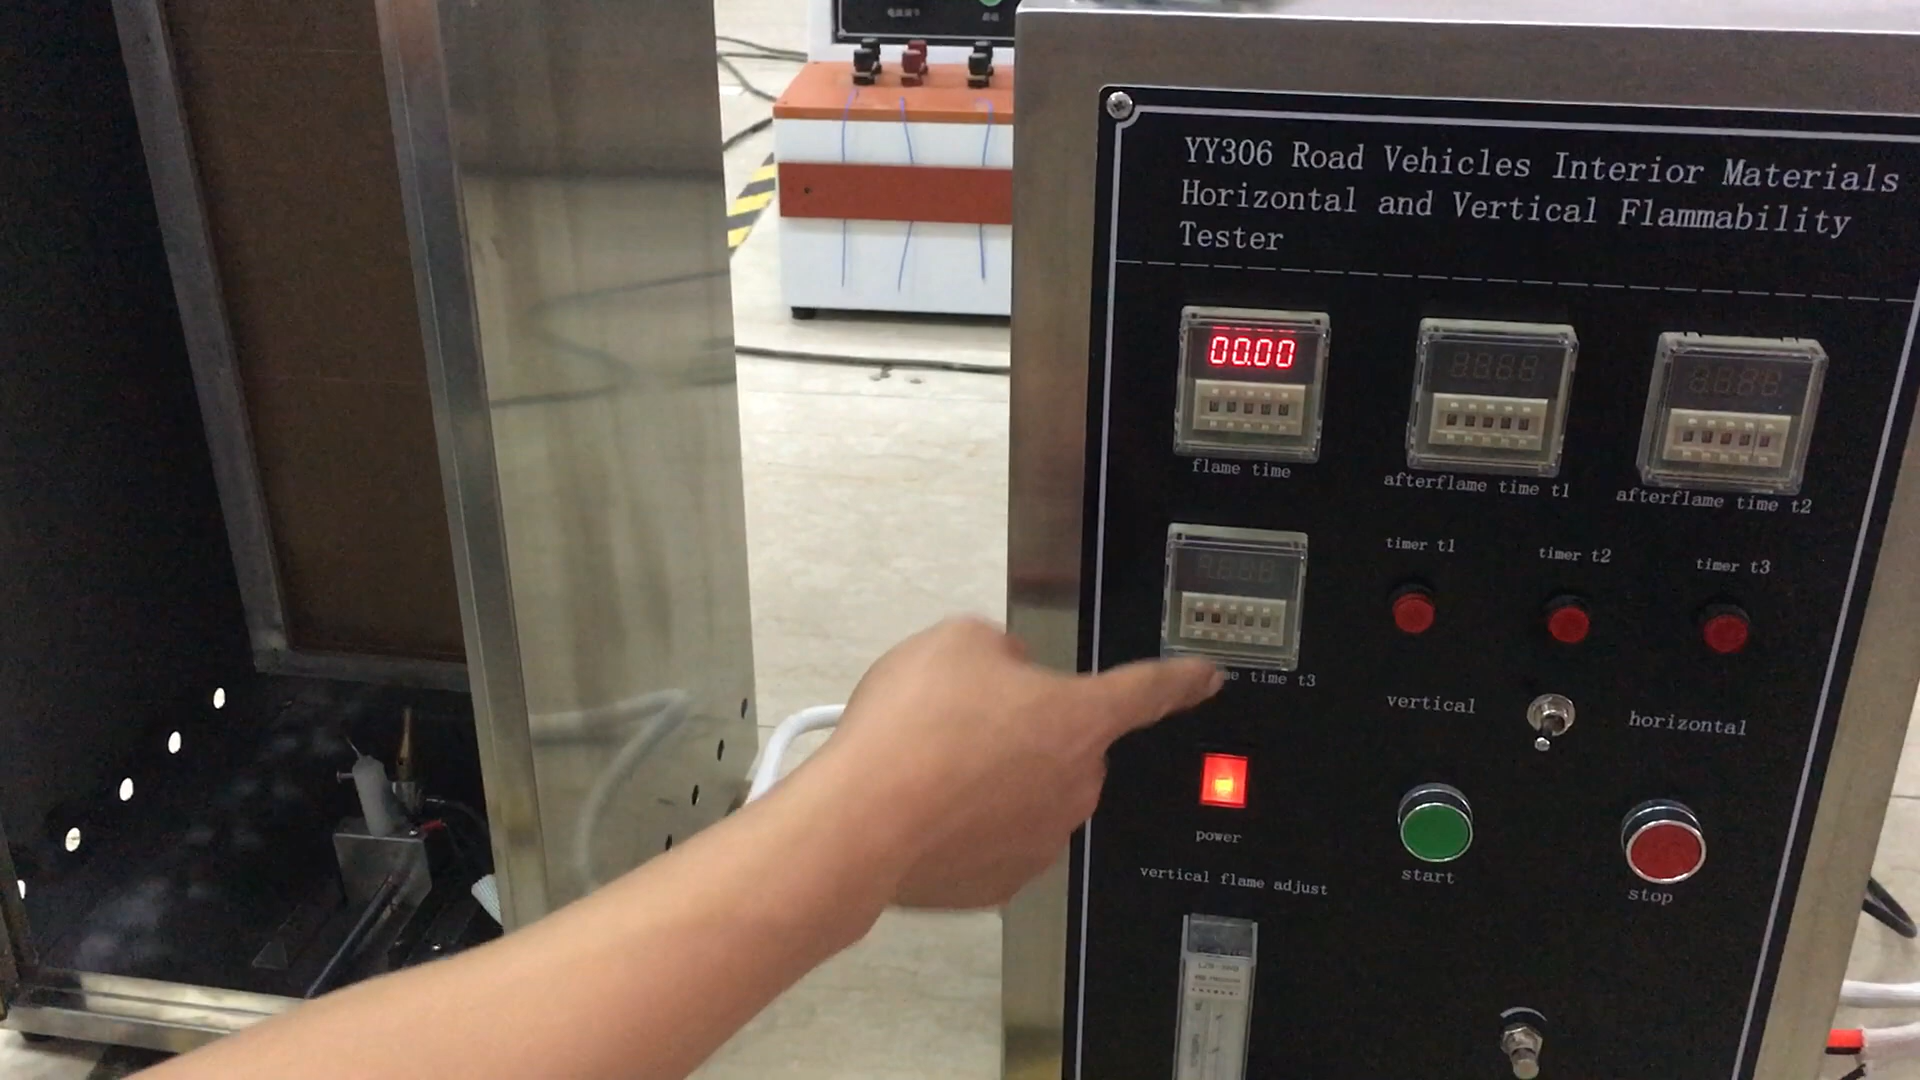 YY306 Road Vehicles Interior Materials
Horizontal and Vertical Flammability
Tester
00.00
flame time
afterflame time t1
afterflame time t2
timer t1
timer t2
timer t3
me time t3
vertical
horizontal
power
start
stop
vertical flame adjust